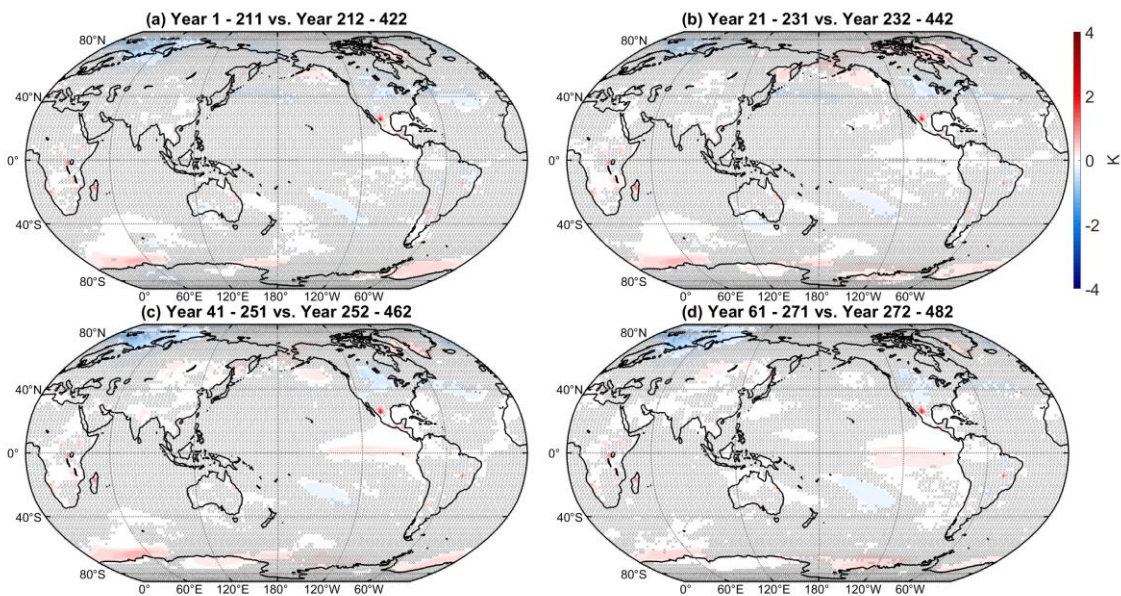 (a) Year 1 - 211 vs. Year 212 - 422
(b) Year 21 - 231 vs. Year 232 - 442
80°N
40°N
0°
40°S
80°S
0° 60°E 120°E 180° 120°W 60°W
80°N
40°N
0°
40°S
80°S
0° 60°E 120°E 180° 120°W 60°W
4
2
0
-2
-4
K
(c) Year 41 - 251 vs. Year 252 - 462
(d) Year 61 - 271 vs. Year 272 - 482
80°N
40°N
0°
40°S
80°S
0° 60°E 120°E 180° 120°W 60°W
80°N
40°N
0°
40°S
80°S
0° 60°E 120°E 180° 120°W 60°W